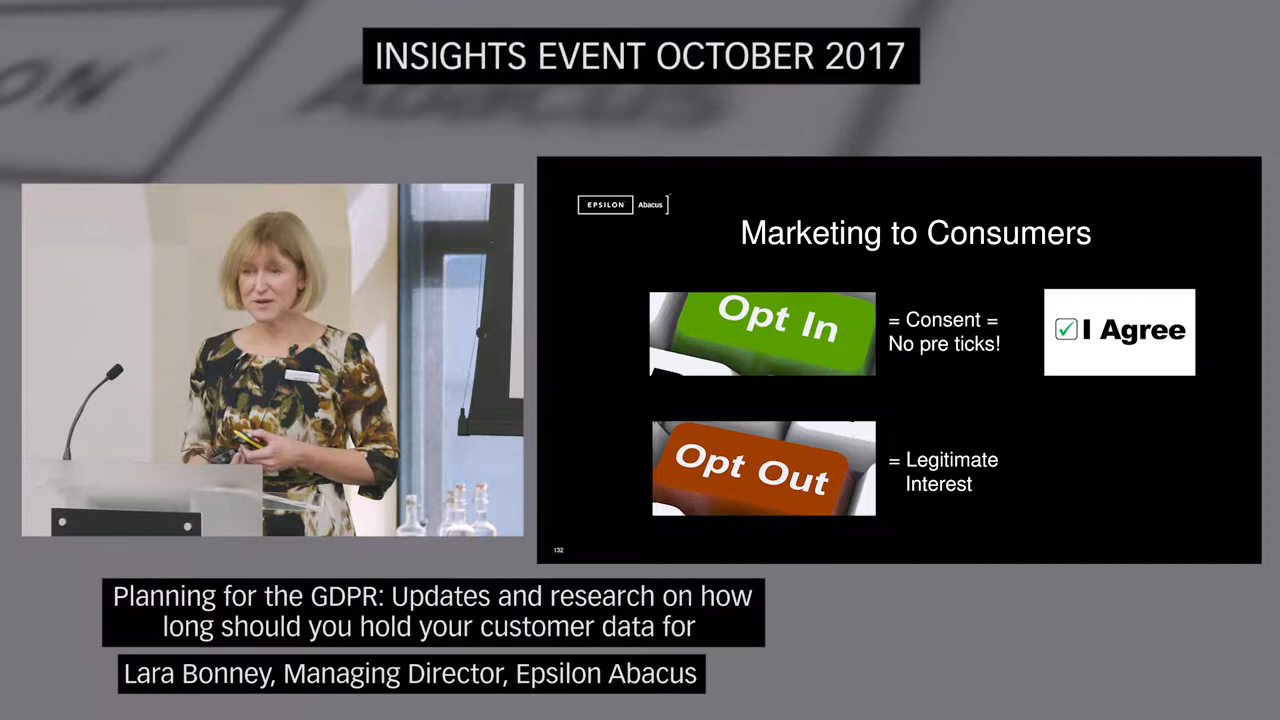 INSIGHTS EVENT OCTOBER 2017
EPSILON Abacus
Marketing to Consumers
Opt In
= Consent =
No pre ticks!
I Agree
Opt Out
= Legitimate
Interest
132
Planning for the GDPR: Updates and research on how
long should you hold your customer data for
Lara Bonney, Managing Director, Epsilon Abacus